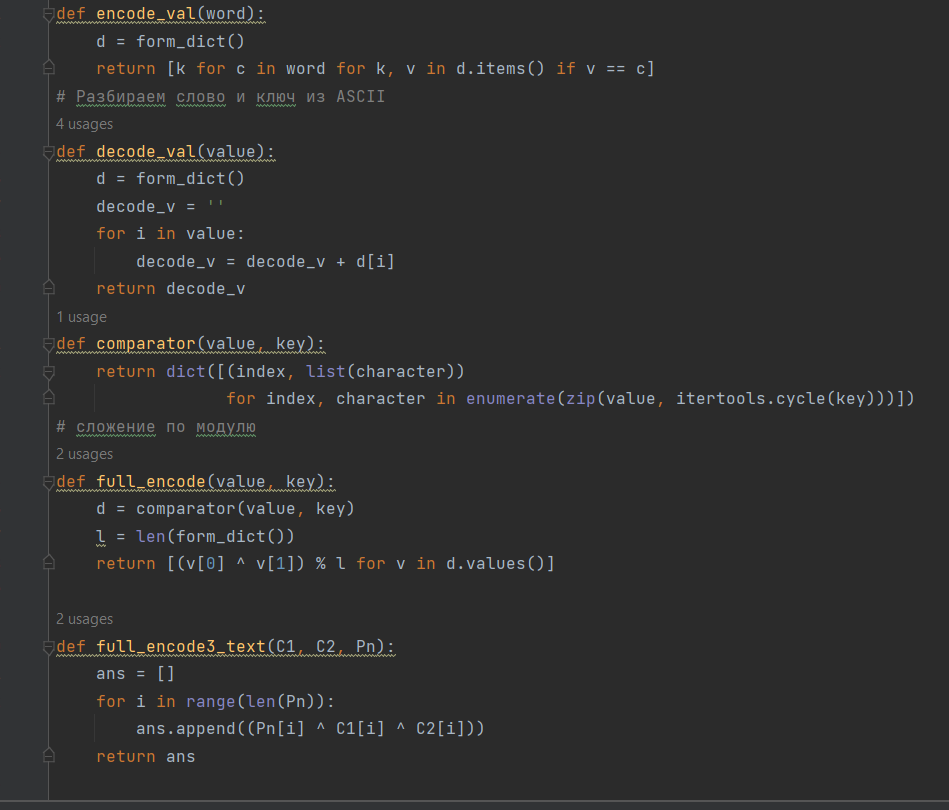 def encode_val(word):
    d = form_dict()
    return [k for c in word for k, v in d.items() if v == c]
# Разбираем слово и ключ из ASCII
4 usages
def decode_val(value):
    d = form_dict()
    decode_v = ''
    for i in value:
        decode_v = decode_v + d[i]
    return decode_v
1 usage
def comparator(value, key):
    return dict([(index, list(character))
                 for index, character in enumerate(zip(value, itertools.cycle(key)))])
# сложение по модулю
2 usages
def full_encode(value, key):
    d = comparator(value, key)
    l = len(form_dict())
    return [(v[0] ^ v[1]) % l for v in d.values()]
2 usages
def full_encode3_text(C1, C2, Pn):
    ans = []
    for i in range(len(Pn)):
        ans.append((Pn[i] ^ C1[i] ^ C2[i]))
    return ans